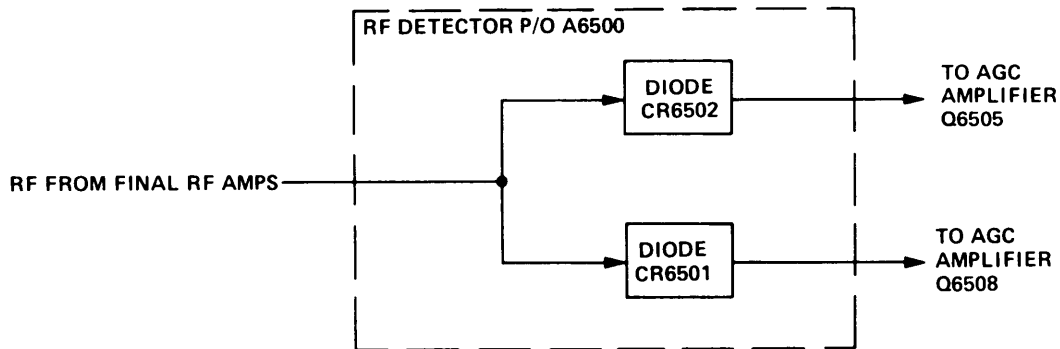 RF DETECTOR P/O A6500
DIODE
CR6502
TO AGC
AMPLIFIER
Q6505
RF FROM FINAL RF AMPS
DIODE
CR6501
TO AGC
AMPLIFIER
Q6508